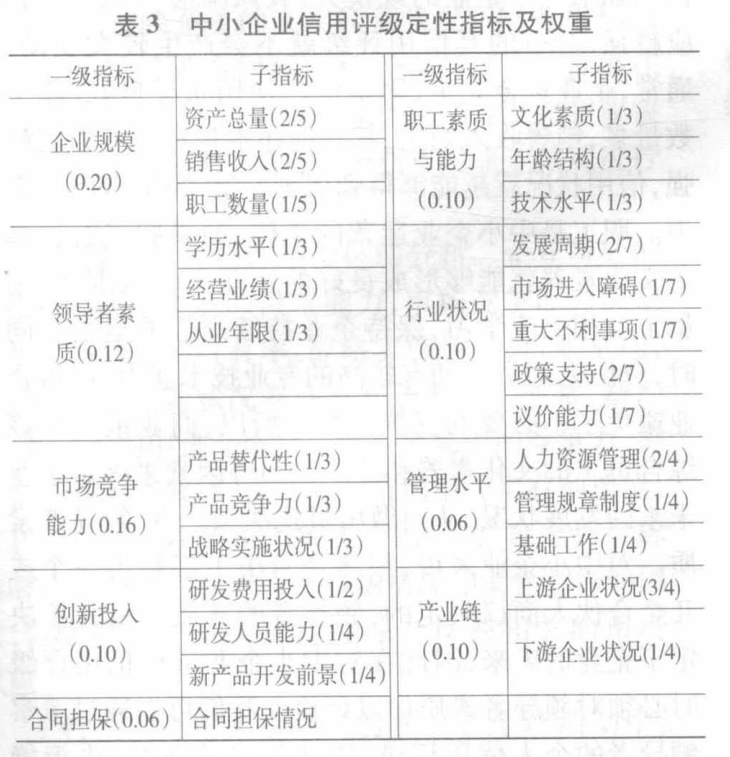 表3 中小企业信用评级定性指标及权重
一级指标 子指标 一级指标 子指标
企业规模
(0.20)
资产总量(2/5)
销售收入(2/5)
职工数量(1/5)
职工素质
与能力
(0.10)
文化素质(1/3)
年龄结构(1/3)
技术水平(1/3)
领导者素
质(0.12)
学历水平(1/3)
经营业绩(1/3)
从业年限(1/3)
行业状况
(0.10)
发展周期(2/7)
市场进入障碍(1/7)
重大不利事项(1/7)
政策支持(2/7)
议价能力(1/7)
市场竞争
能力(0.16)
产品替代性(1/3)
产品竞争力(1/3)
战略实施状况(1/3)
管理水平
(0.06)
人力资源管理(2/4)
管理规章制度(1/4)
基础工作(1/4)
创新投入
(0.10)
研发费用投入(1/2)
研发人员能力(1/4)
新产品开发前景(1/4)
产业链
(0.10)
上游企业状况(3/4)
下游企业状况(1/4)
合同担保(0.06) 合同担保情况